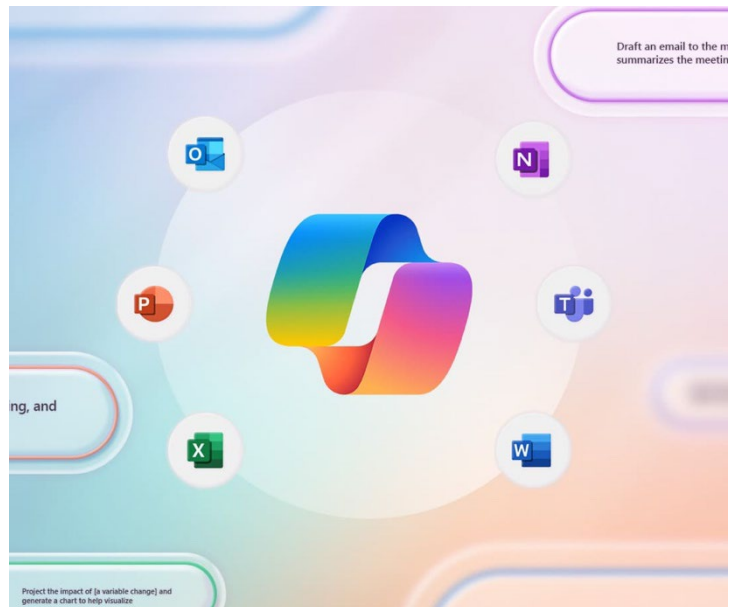 Draft an email to the m
summarizes the meetin
O
N
P
T
ing, and
X
W
Project the impact of [a variable change] and
generate a chart to help visualize